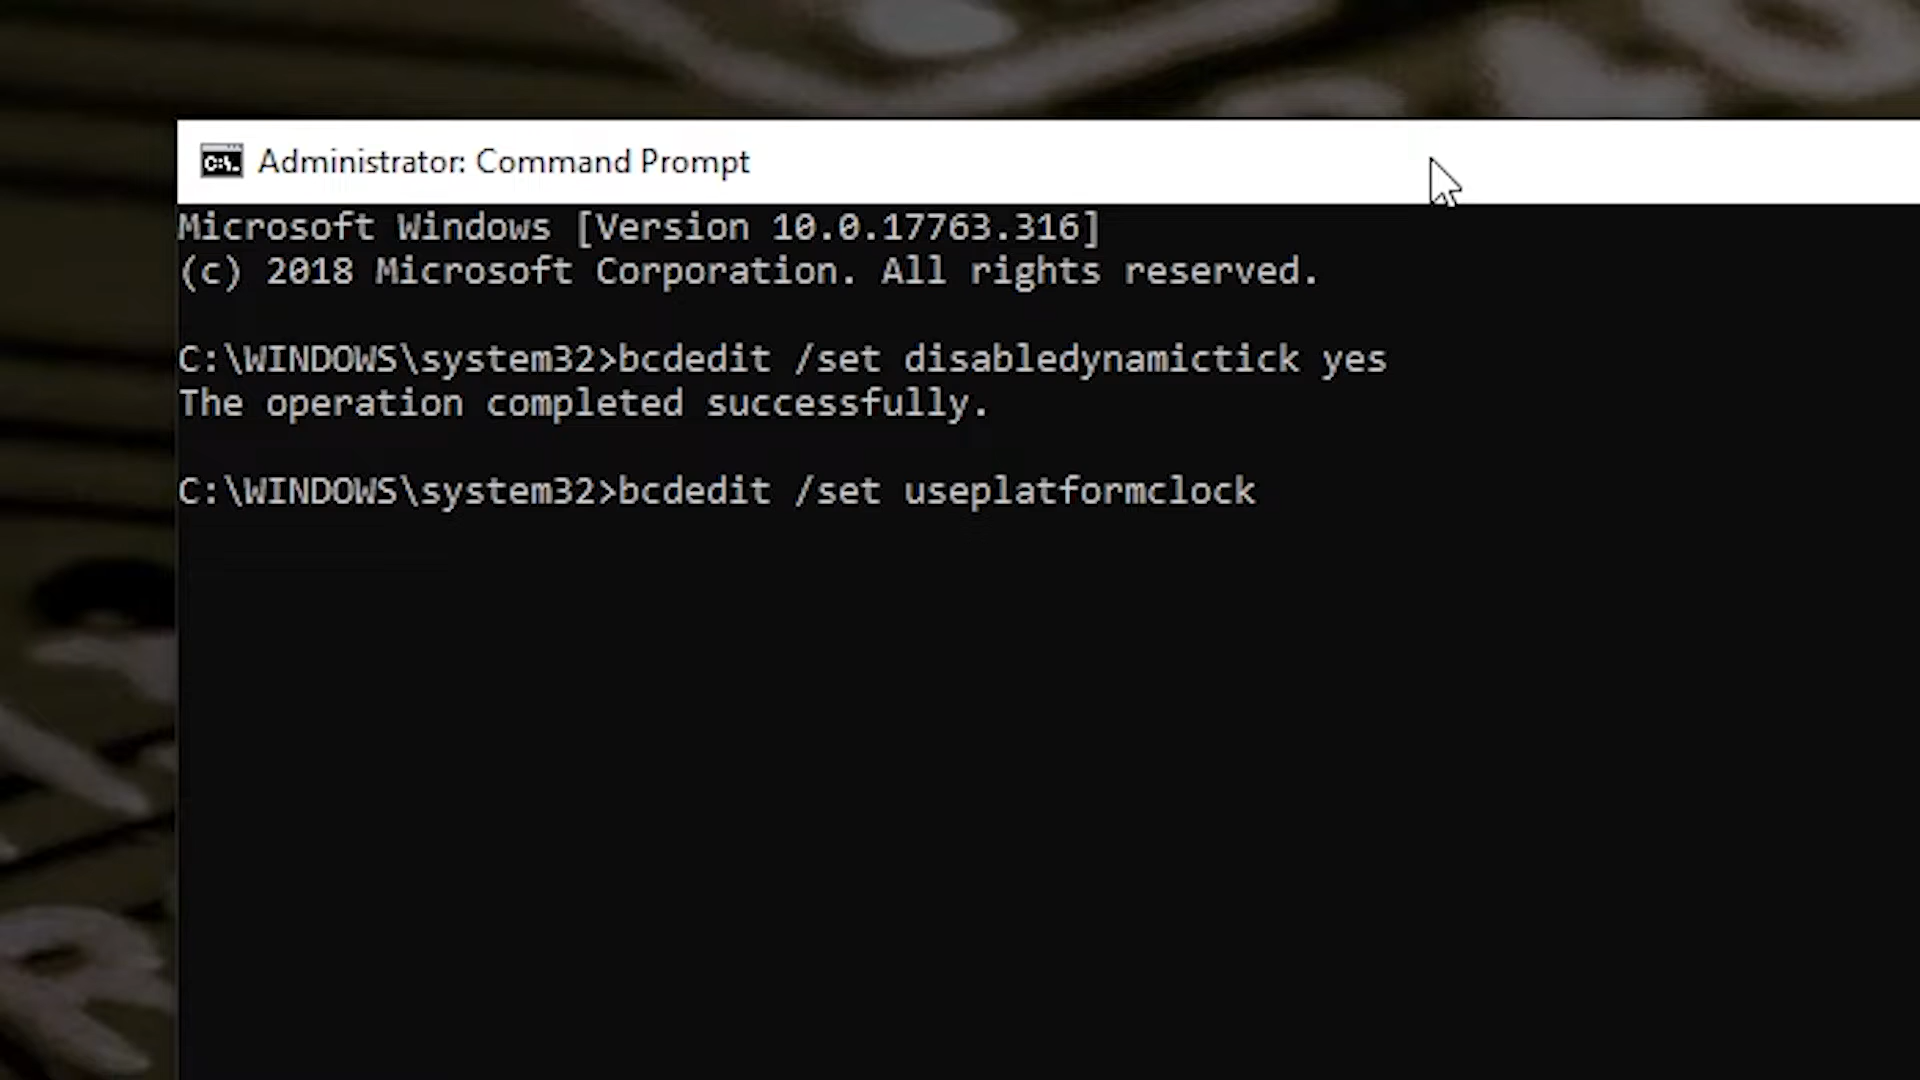 Administrator: Command Prompt
Microsoft Windows [Version 10.0.17763.316]
(c) 2018 Microsoft Corporation. All rights reserved.
C:\WINDOWS\system32>bcdedit /set disabledynamictick yes
The operation completed successfully.
C:\WINDOWS\system32>bcdedit /set useplatformclock